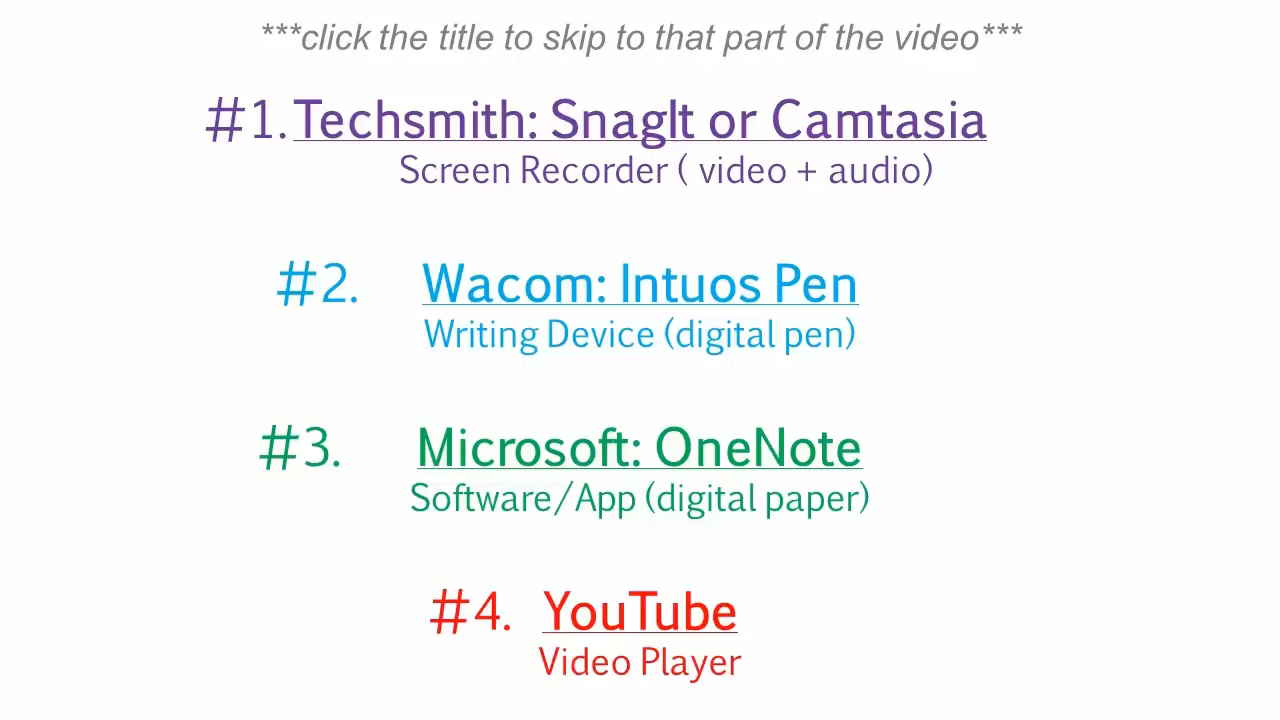 ***click the title to skip to that part of the video***
#1. Techsmith: SnagIt or Camtasia
Screen Recorder ( video + audio)
#2. Wacom: Intuos Pen
Writing Device (digital pen)
#3. Microsoft: OneNote
Software/App (digital paper)
#4. YouTube
Video Player